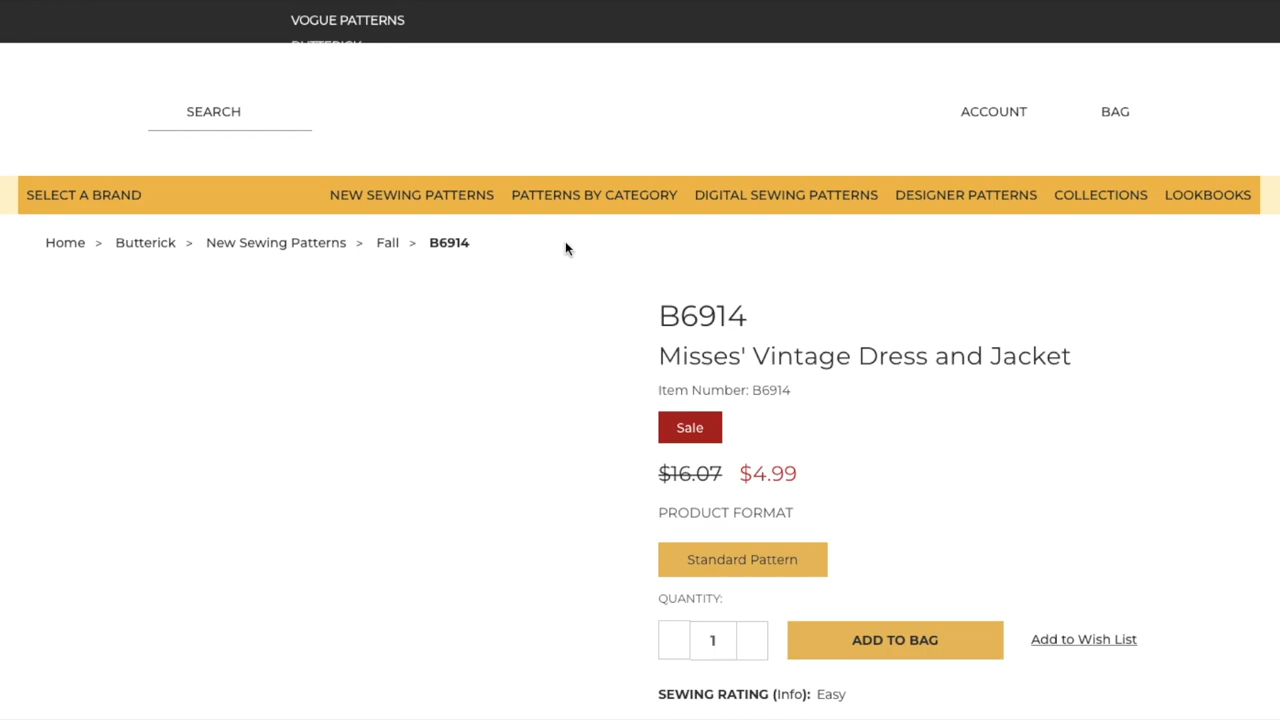 VOGUE PATTERNS
SEARCH
ACCOUNT
BAG
SELECT A BRAND
NEW SEWING PATTERNS
PATTERNS BY CATEGORY
DIGITAL SEWING PATTERNS
DESIGNER PATTERNS
COLLECTIONS
LOOKBOOKS
Home > Butterick > New Sewing Patterns > Fall > B6914
B6914
Misses' Vintage Dress and Jacket
Item Number: B6914
Sale
$16.07 $4.99
PRODUCT FORMAT
Standard Pattern
QUANTITY:
1
ADD TO BAG
Add to Wish List
SEWING RATING (Info): Easy